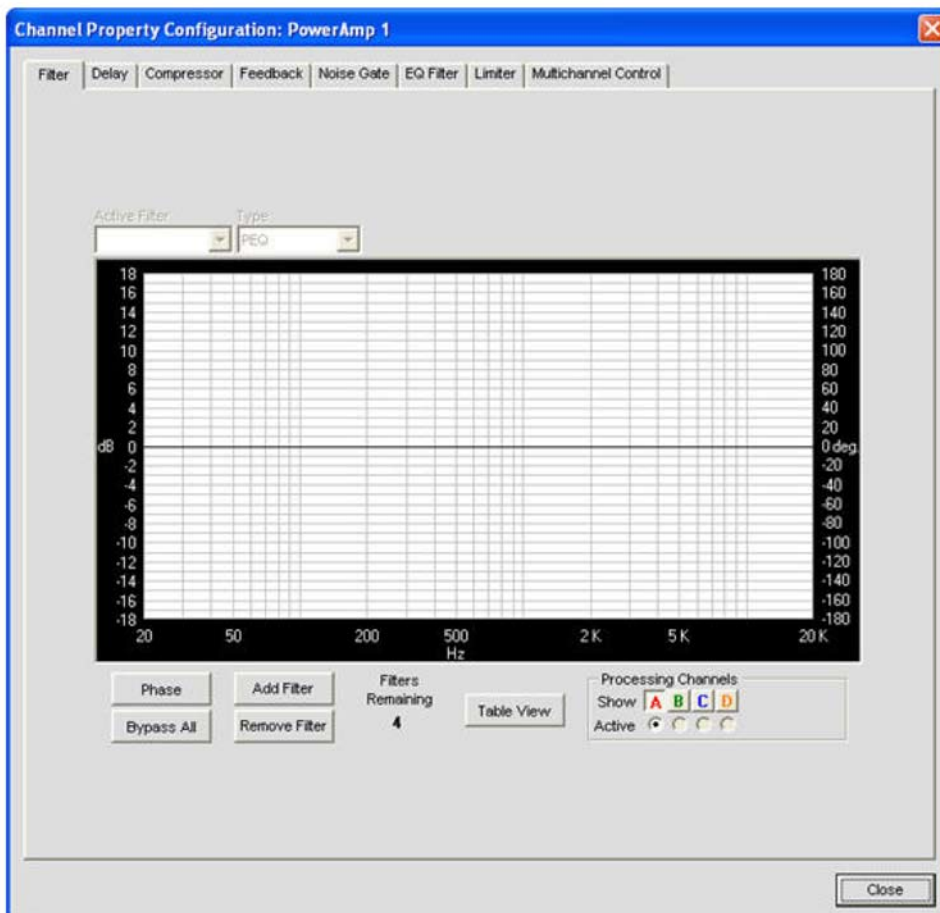 Channel Property Configuration: PowerAmp 1
Filter Delay Compressor Feedback Noise Gate EQ Filter Limiter Multichannel Control
Active Filter Type
PEQ
18 180
16 160
14 140
12 120
10 100
8 80
6 60
4 40
2 20
dB 0 0 deg.
-2 -20
-4 -40
-6 -60
-8 -80
-10 -100
-12 -120
-14 -140
-16 -160
-18 -180
20 50 200 500 2 K 5 K 20 K
Hz
Phase Add Filter Filters Remaining 4 Table View
Bypass All Remove Filter
Processing Channels
Show A B C D
Active
Close